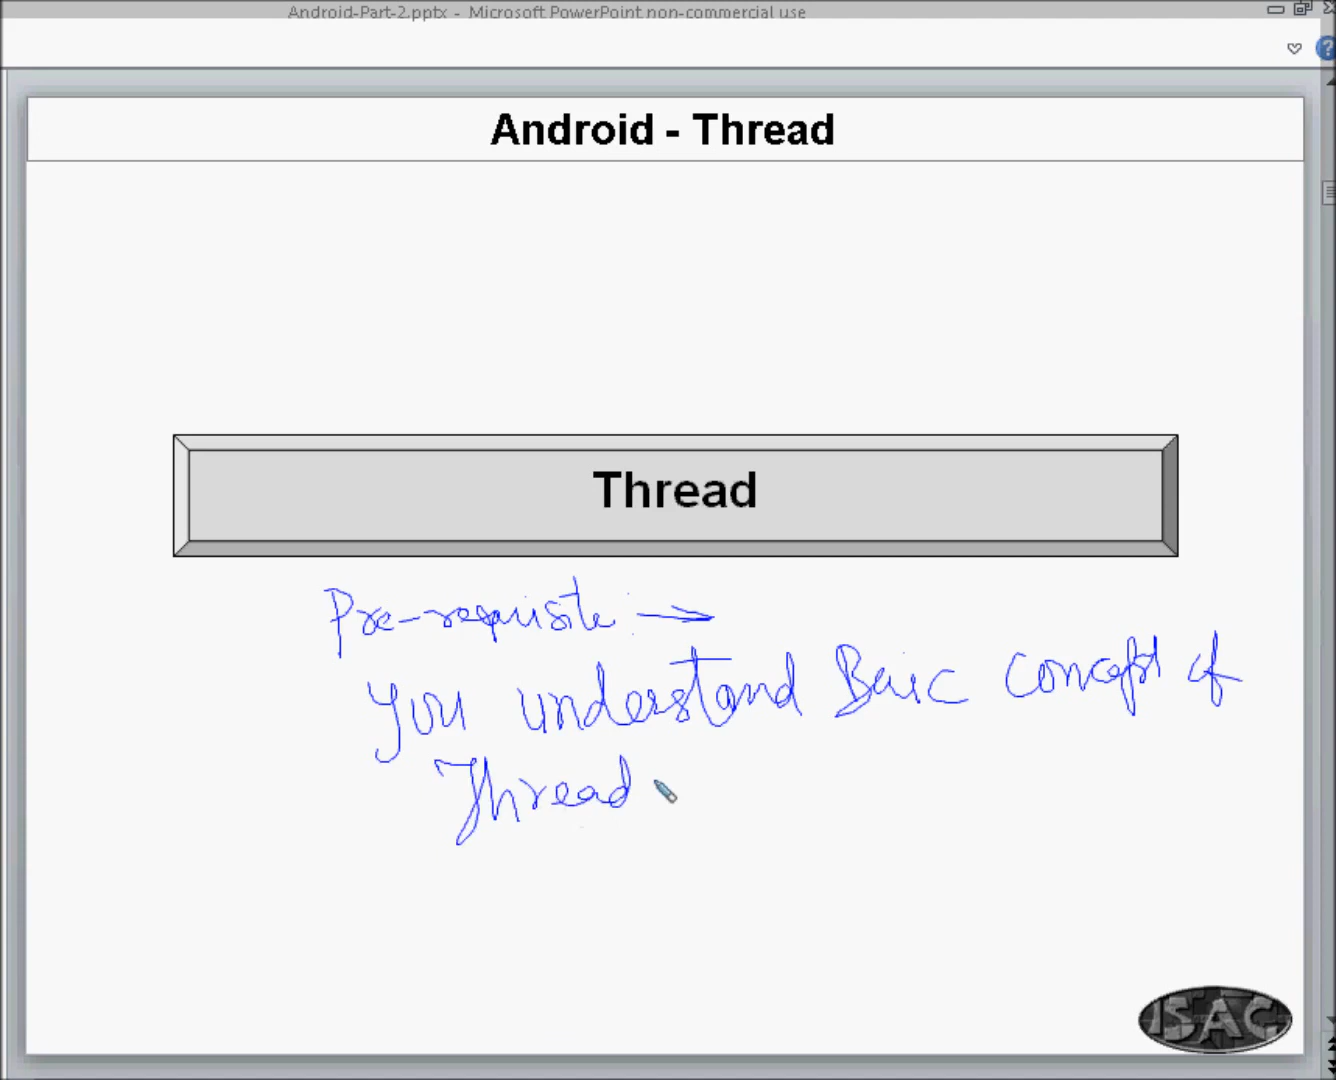 Android-Part-2.pptx - Microsoft PowerPoint non-commercial use
Android - Thread
Thread
Pre-requisite →
you understand Basic concept of
Thread
ISAC